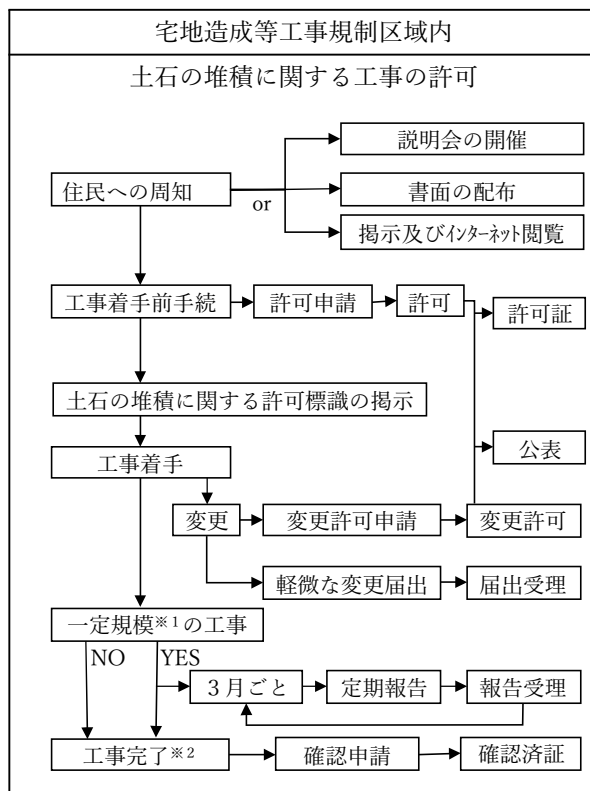 宅地造成等工事規制区域内
土石の堆積に関する工事の許可
説明会の開催
住民への周知
or
書面の配布
掲示及びｲﾝﾀｰﾈｯﾄ閲覧
工事着手前手続
許可申請
許可
許可証
土石の堆積に関する許可標識の掲示
公表
工事着手
変更
変更許可申請
変更許可
軽微な変更届出
届出受理
一定規模※1の工事
NO
YES
３月ごと
定期報告
報告受理
工事完了※2
確認申請
確認済証